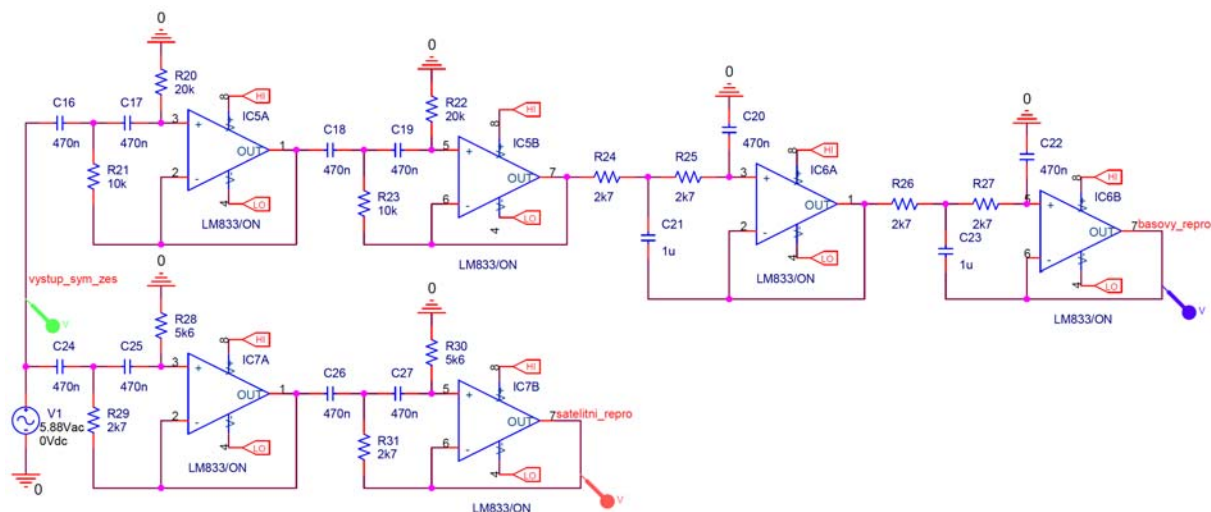 0
R20
20k
C16
470n
C17
470n
R21
10k
3
+
2
-
8
HI
V+
IC5A
OUT
1
V-
4
LO
LM833/ON
0
R22
20k
C18
470n
C19
470n
R23
10k
5
+
6
-
8
HI
V+
IC5B
OUT
7
V-
4
LO
LM833/ON
R24
2k7
R25
2k7
0
C20
470n
C21
1u
3
+
2
-
8
HI
V+
IC6A
OUT
1
V-
4
LO
LM833/ON
R26
2k7
R27
2k7
0
C22
470n
C23
1u
5
+
6
-
8
HI
V+
IC6B
OUT
7
basovy_repro
V-
4
LO
LM833/ON
V
vystup_sym_zes
V
0
R28
5k6
C24
470n
C25
470n
R29
2k7
V1
5.88Vac
0Vdc
0
3
+
2
-
8
HI
V+
IC7A
OUT
1
V-
4
LO
LM833/ON
0
R30
5k6
C26
470n
C27
470n
R31
2k7
5
+
6
-
8
HI
V+
IC7B
OUT
7
satelitni_repro
V-
4
LO
LM833/ON
V